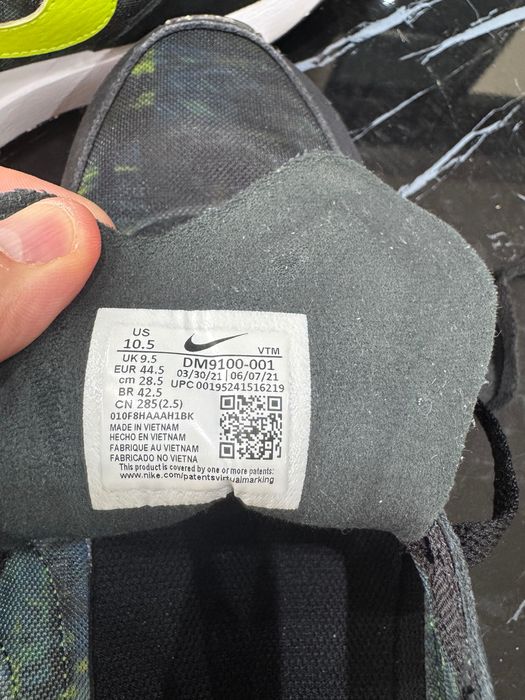 US
10.5
VTM
UK 9.5
DM9100-001
EUR 44.5
03/30/21 | 06/07/21
cm 28.5
UPC 00195241516219
BR 42.5
CN 285(2.5)
010F8HAAAH1BK
MADE IN VIETNAM
HECHO EN VIETNAM
FABRIQUE AU VIETNAM
FABRICADO NO VIETNA
This product is covered by one or more patents:
www.nike.com/patentsvirtualmarking